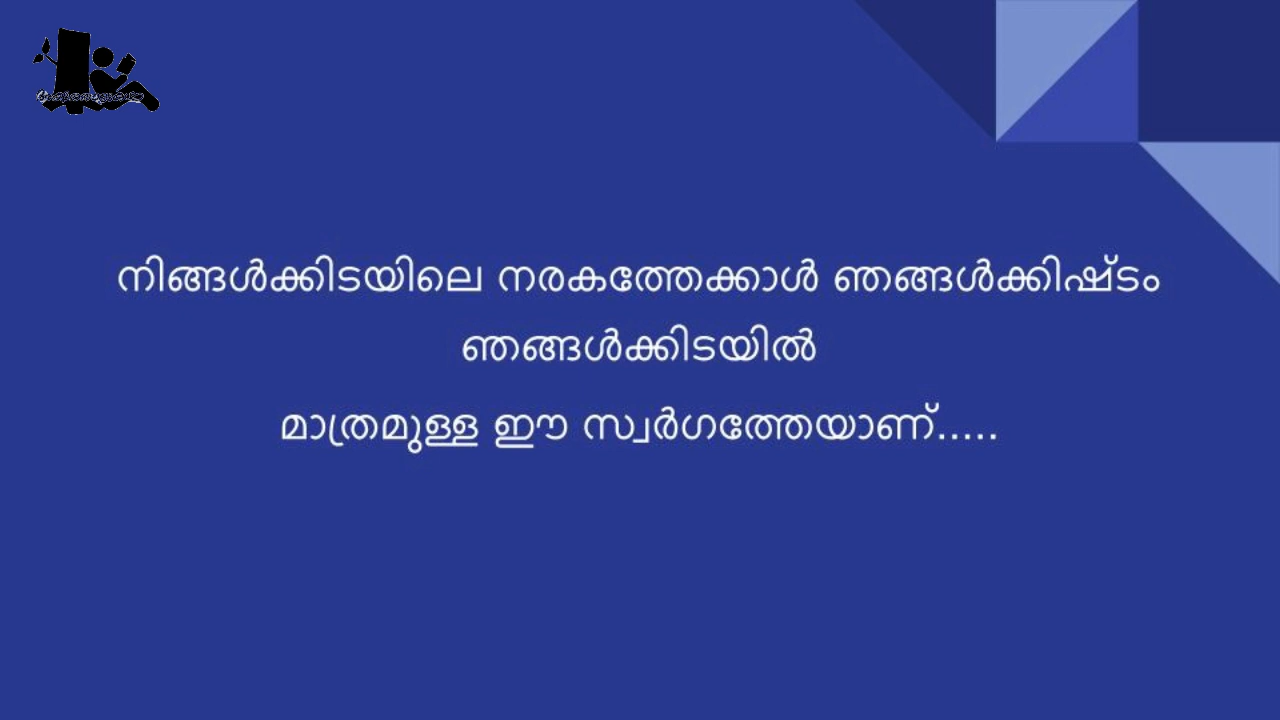 നിങ്ങൾക്കിടയിലെ നരകത്തേക്കാൾ ഞങ്ങൾക്കിഷ്ടം
ഞങ്ങൾക്കിടയിൽ
മാത്രമുള്ള ഈ സ്വർഗത്തേയാണ്.....